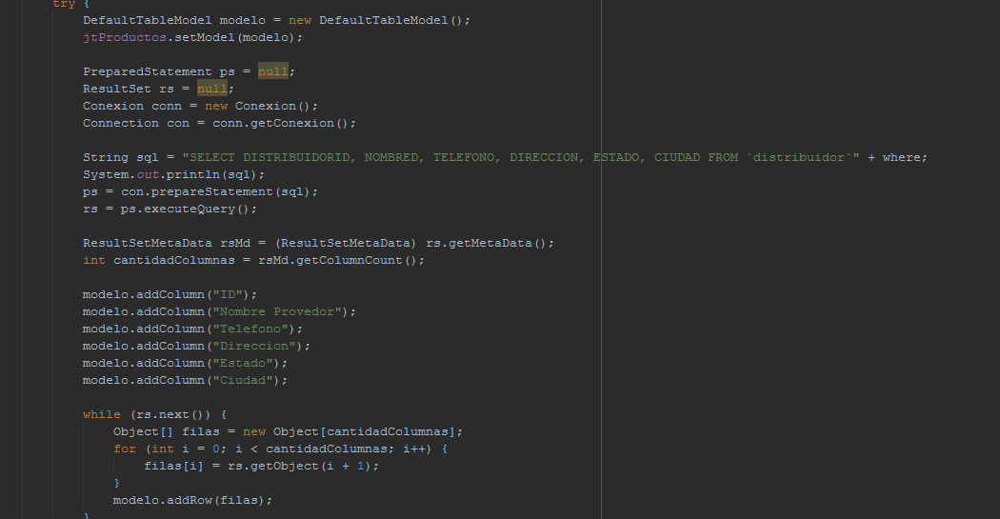 try {
DefaultTableModel modelo = new DefaultTableModel();
jtProductos.setModel(modelo);
PreparedStatement ps = null;
ResultSet rs = null;
Conexion conn = new Conexion();
Connection con = conn.getConexion();
String sql = "SELECT DISTRIBUIDORID, NOMBRED, TELEFONO, DIRECCION, ESTADO, CIUDAD FROM `distribuidor`" + where;
System.out.println(sql);
ps = con.prepareStatement(sql);
rs = ps.executeQuery();
ResultSetMetaData rsMd = (ResultSetMetaData) rs.getMetaData();
int cantidadColumnas = rsMd.getColumnCount();
modelo.addColumn("ID");
modelo.addColumn("Nombre Provedor");
modelo.addColumn("Telefono");
modelo.addColumn("Direccion");
modelo.addColumn("Estado");
modelo.addColumn("Ciudad");
while (rs.next()) {
Object[] filas = new Object[cantidadColumnas];
for (int i = 0; i < cantidadColumnas; i++) {
filas[i] = rs.getObject(i + 1);
}
modelo.addRow(filas);
}